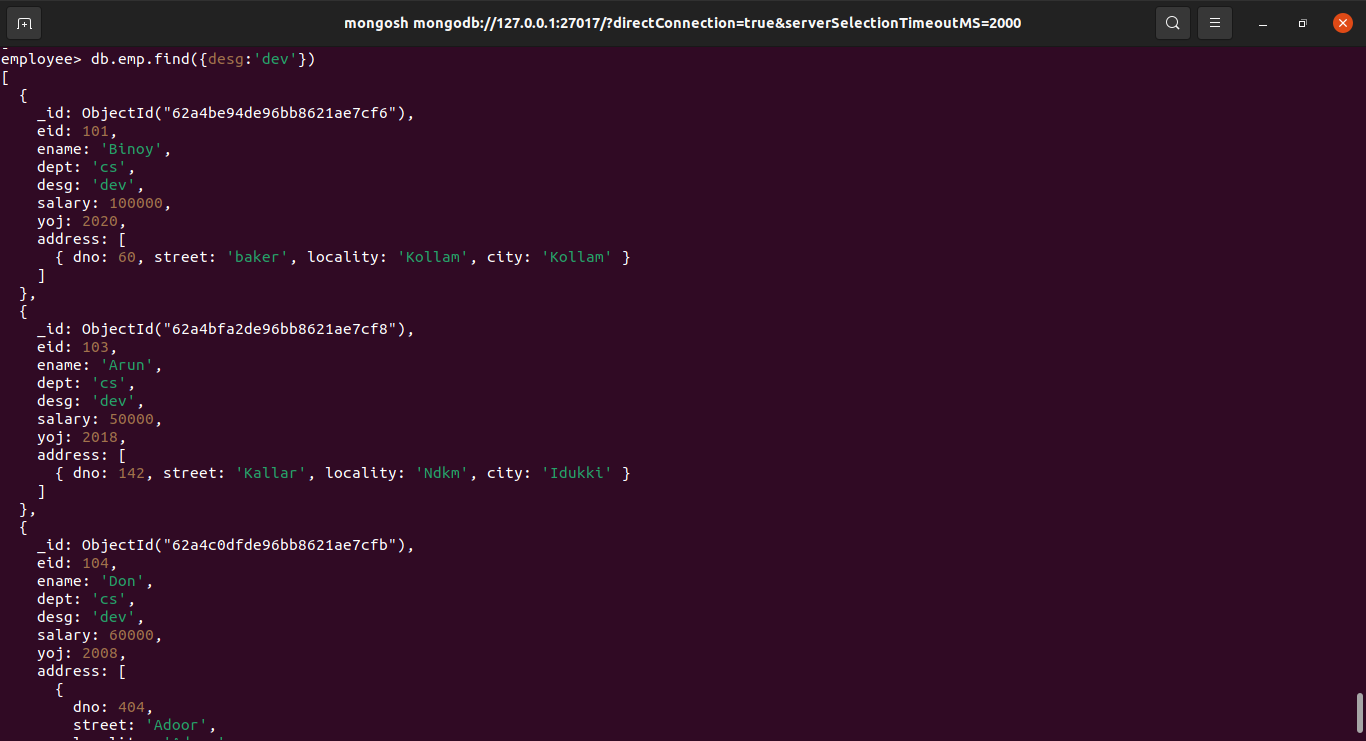 mongosh mongodb://127.0.0.1:27017/?directConnection=true&serverSelectionTimeoutMS=2000
employee> db.emp.find({desg:'dev'})
[
  {
    _id: ObjectId("62a4be94de96bb8621ae7cf6"),
    eid: 101,
    ename: 'Binoy',
    dept: 'cs',
    desg: 'dev',
    salary: 100000,
    yoj: 2020,
    address: [
      { dno: 60, street: 'baker', locality: 'Kollam', city: 'Kollam' }
    ]
  },
  {
    _id: ObjectId("62a4bfa2de96bb8621ae7cf8"),
    eid: 103,
    ename: 'Arun',
    dept: 'cs',
    desg: 'dev',
    salary: 50000,
    yoj: 2018,
    address: [
      { dno: 142, street: 'Kallar', locality: 'Ndkm', city: 'Idukki' }
    ]
  },
  {
    _id: ObjectId("62a4c0dfde96bb8621ae7cfb"),
    eid: 104,
    ename: 'Don',
    dept: 'cs',
    desg: 'dev',
    salary: 60000,
    yoj: 2008,
    address: [
      {
        dno: 404,
        street: 'Adoor',